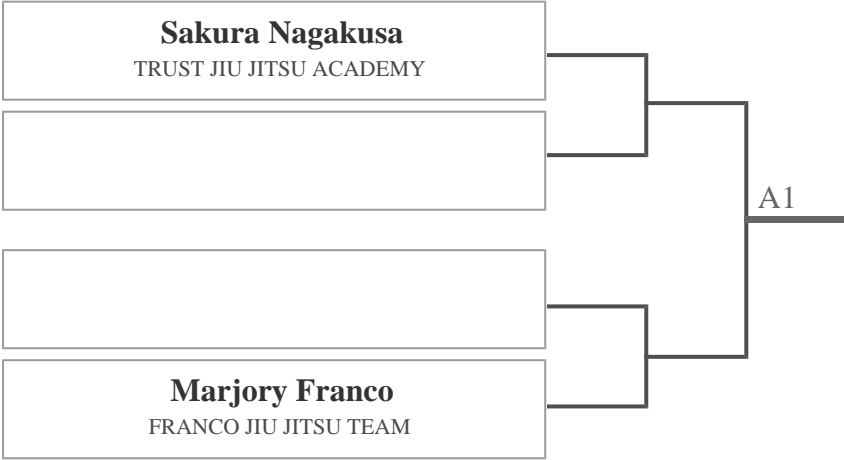 Sakura Nagakusa
TRUST JIU JITSU ACADEMY
A1
Marjory Franco
FRANCO JIU JITSU TEAM